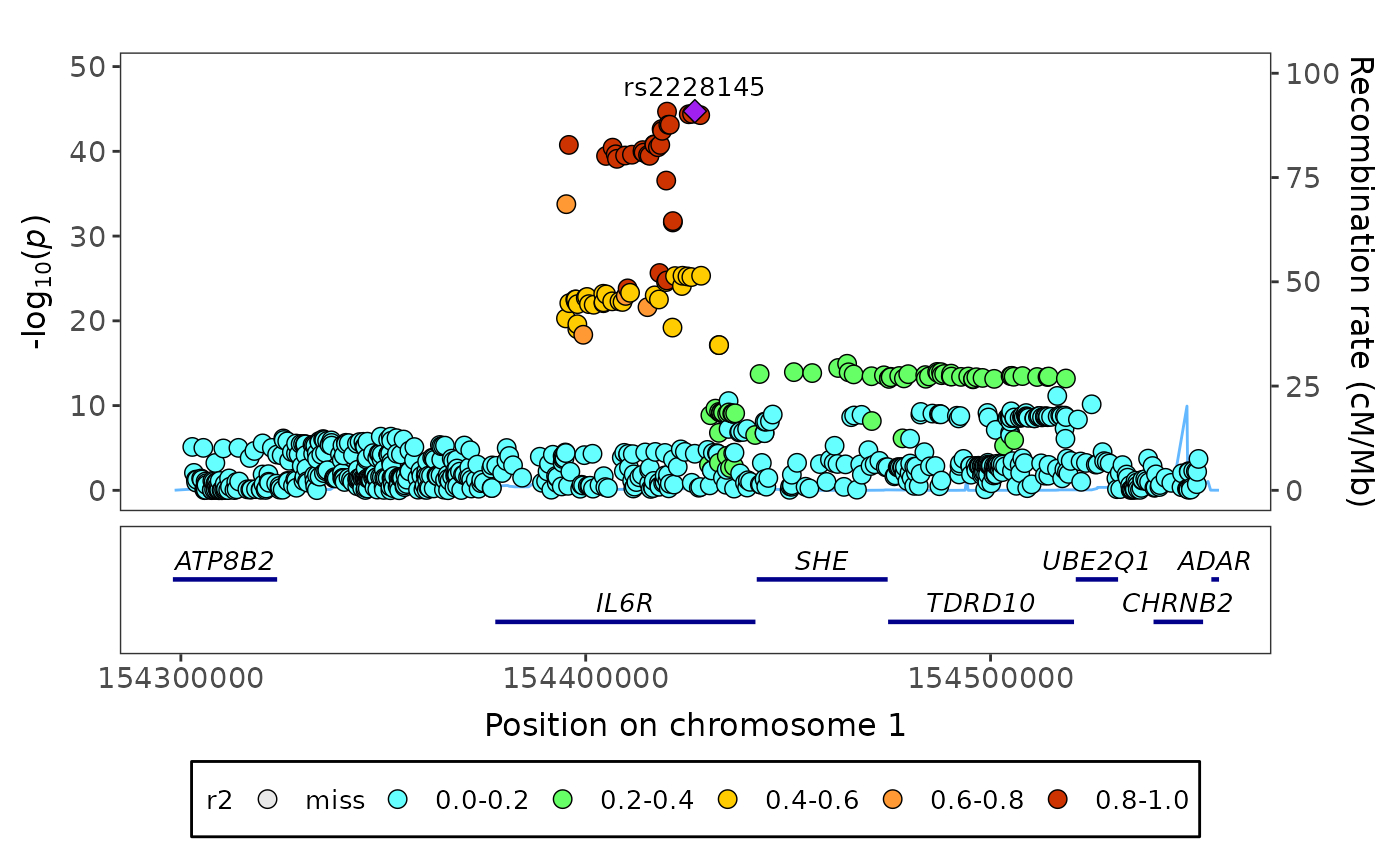 rs2228145
50
40
30
20
10
0
-log10(p)
100
75
50
25
0
Recombination rate (cM/Mb)
ATP8B2 SHE UBE2Q1 ADAR
IL6R TDRD10 CHRNB2
154300000 154400000 154500000
Position on chromosome 1
r2 miss 0.0-0.2 0.2-0.4 0.4-0.6 0.6-0.8 0.8-1.0